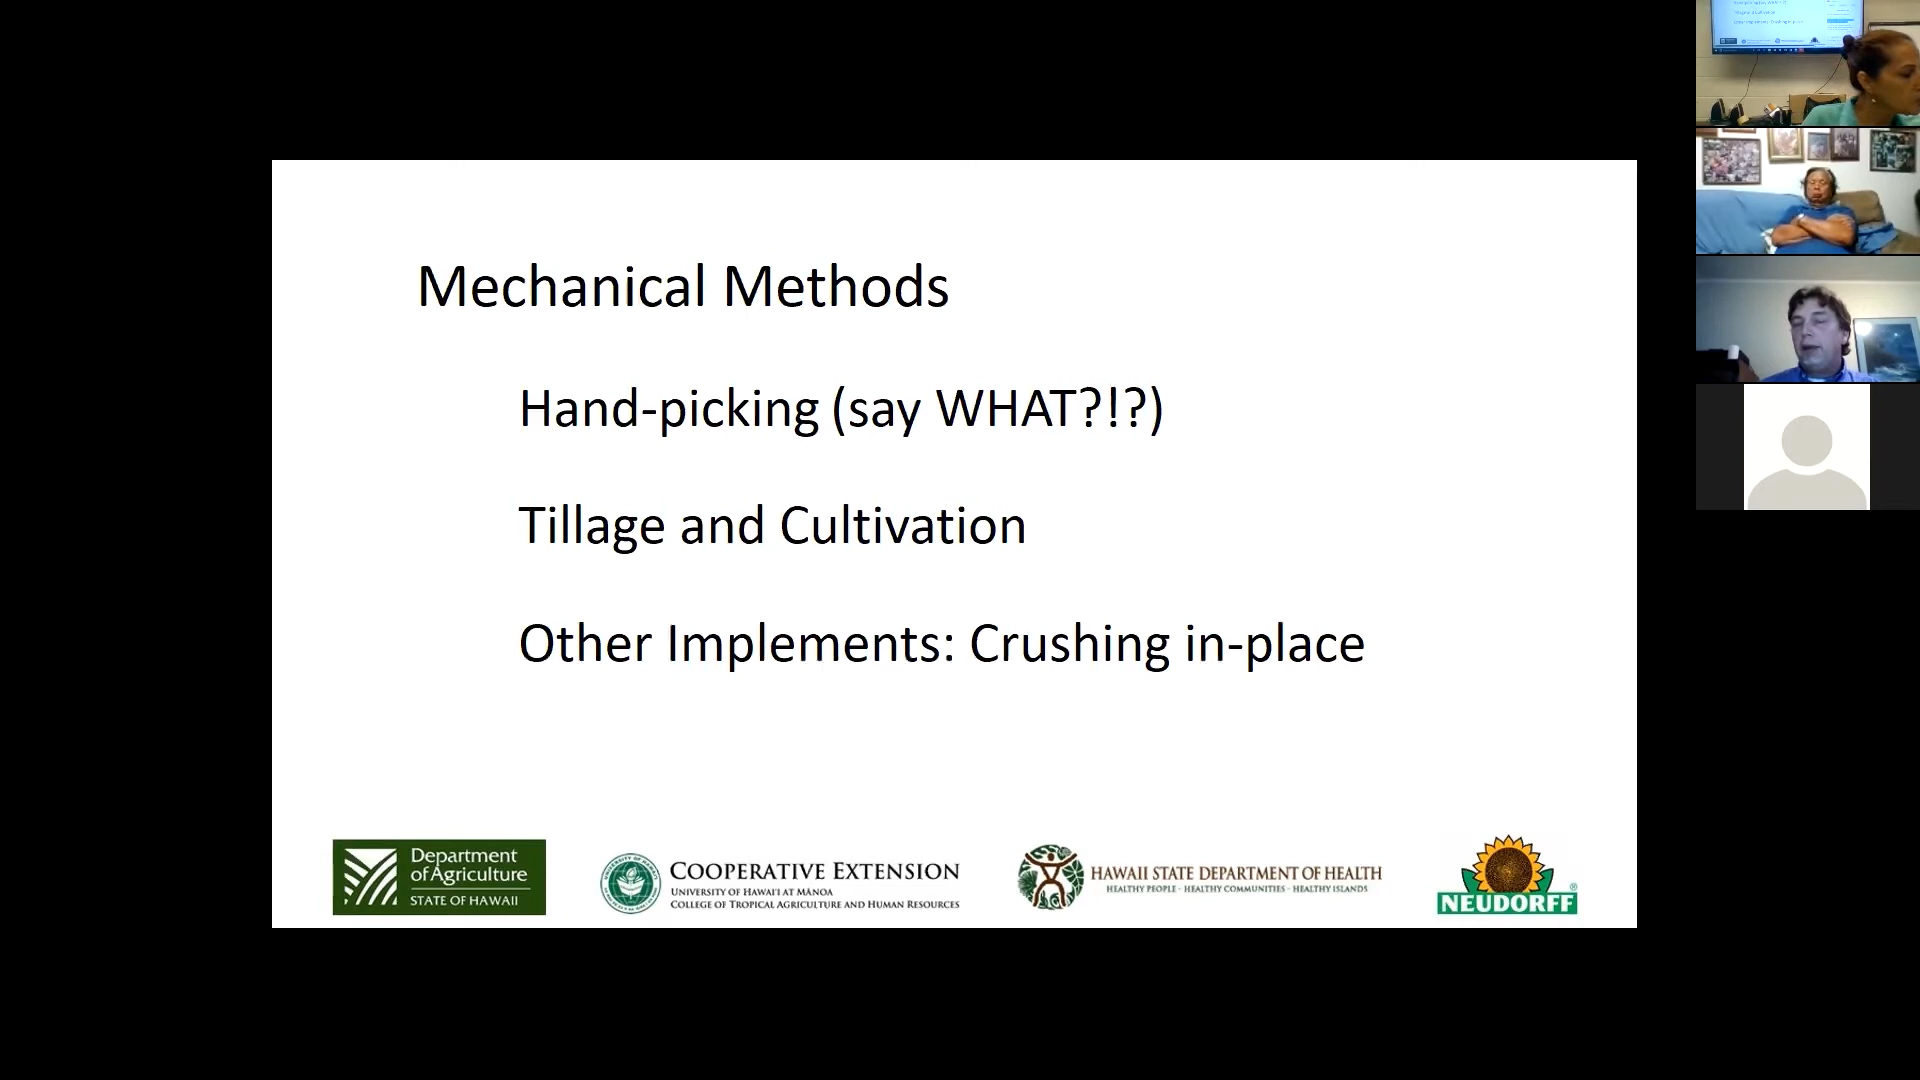 Mechanical Methods
Hand-picking (say WHAT?!?)
Tillage and Cultivation
Other Implements: Crushing in-place
Department
of Agriculture
STATE OF HAWAII
COOPERATIVE EXTENSION
UNIVERSITY OF HAWAI'I AT MĀNOA
COLLEGE OF TROPICAL AGRICULTURE AND HUMAN RESOURCES
HAWAII STATE DEPARTMENT OF HEALTH
HEALTHY PEOPLE - HEALTHY COMMUNITIES - HEALTHY ISLANDS
NEUDORFF®